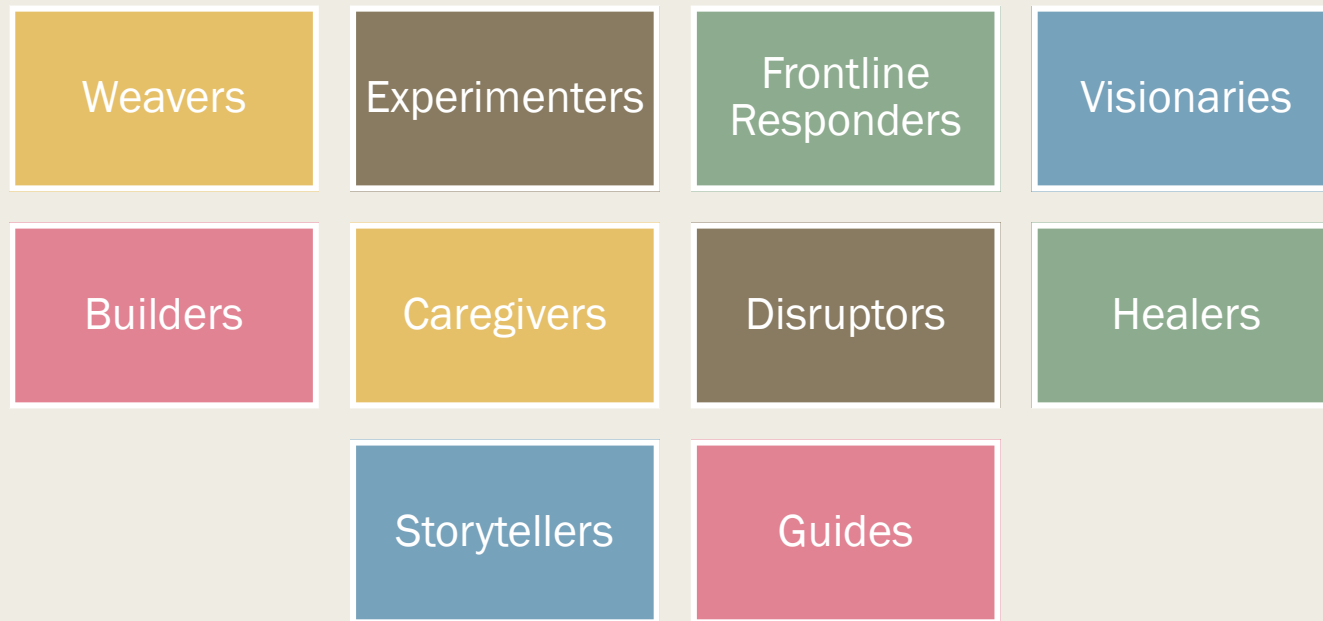 Weavers
Experimenters
Frontline
Responders
Visionaries
Builders
Caregivers
Disruptors
Healers
Storytellers
Guides